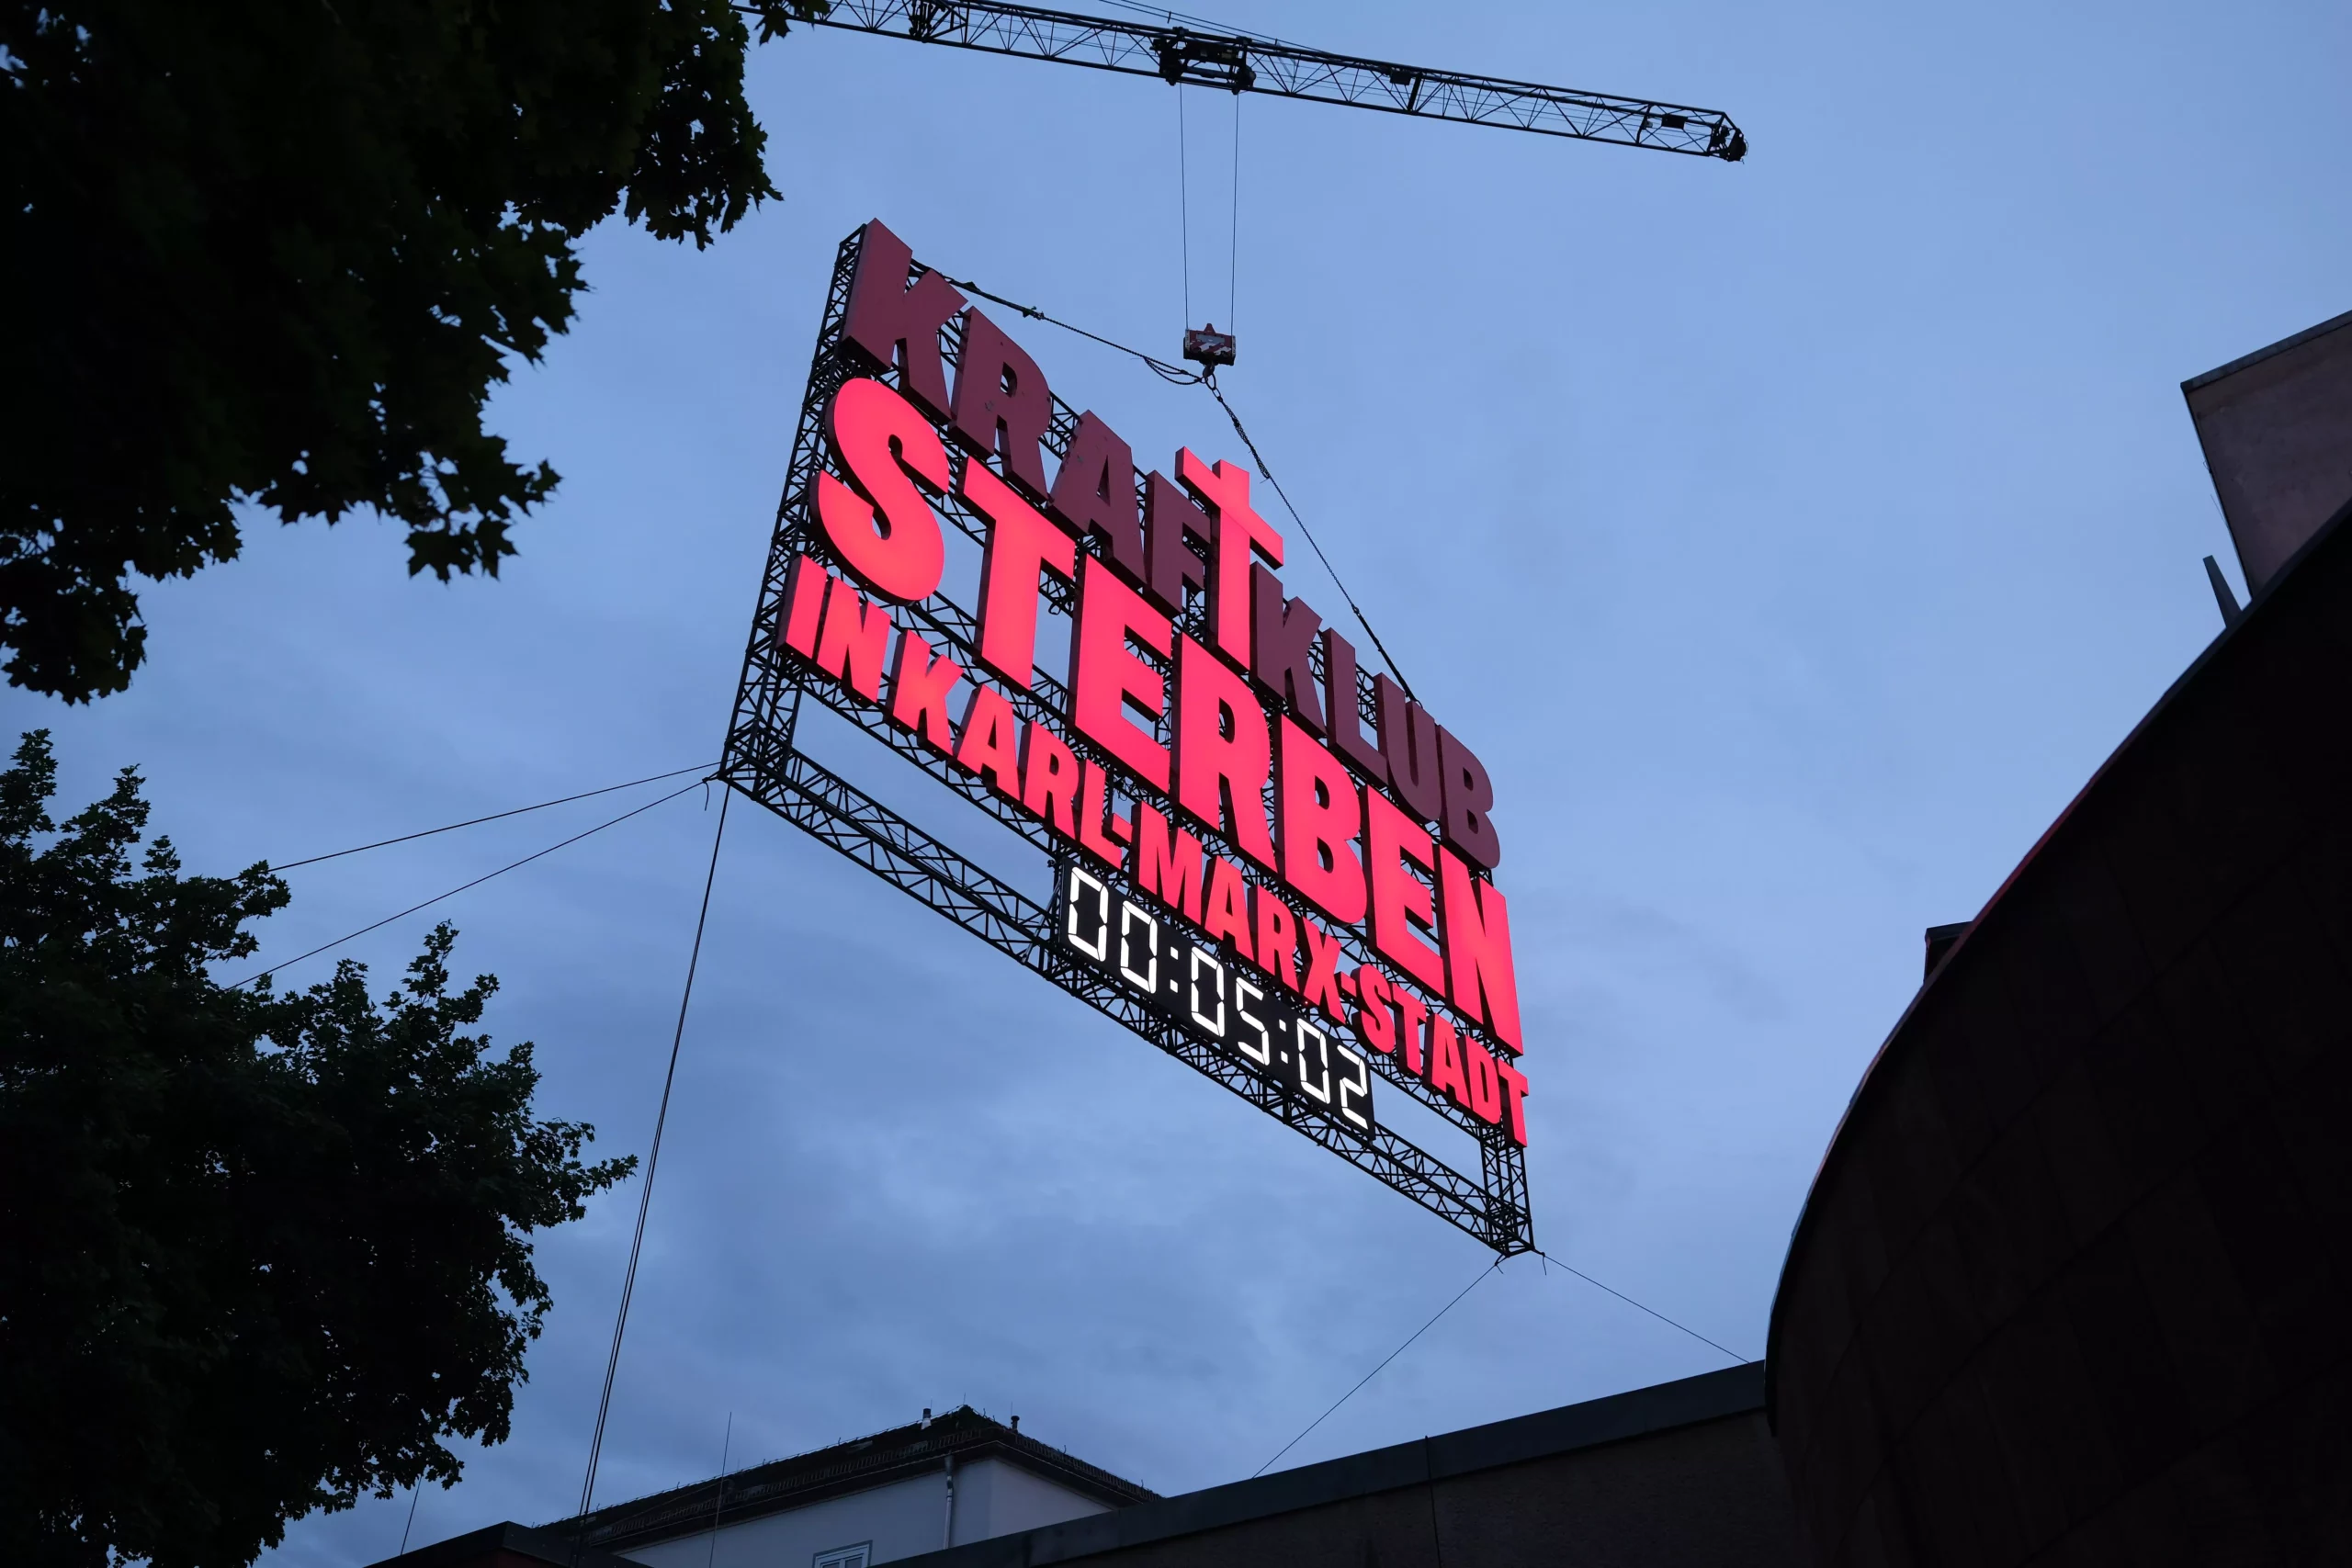 KRAFTKLUB
STERBEN
IN KARL-MARX-STADT
00:05:02